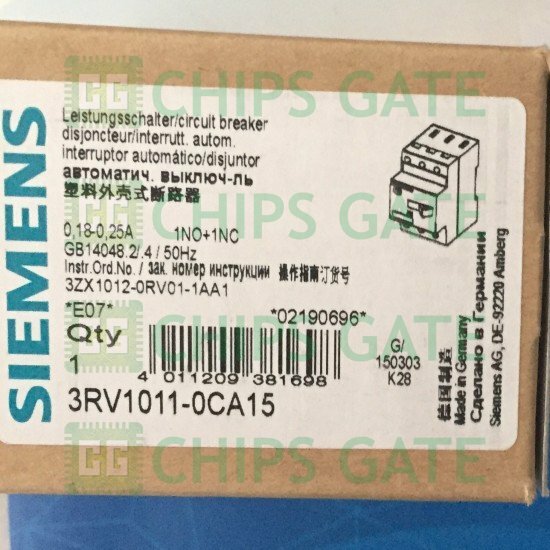 CHIPS GATE
SIEMENS
Leistungsschalter/circuit breaker
disjoncteur/interrutt. autom.
interruptor automático/disjuntor
автоматич. выключ-ль
塑料外壳式断路器
0,18-0,25A 1NO+1NC
GB14048.2/.4 / 50Hz
Instr.Ord.No. / зак. номер инструкции 操作指南订货号
3ZX1012-0RV01-1AA1
*E07* *02190696*
Qty
1
4 011209 381698
G/
150303
K28
3RV1011-0CA15
德国制造
Made in Germany
Сделано в Германии
Siemens AG, DE-92220 Amberg
CHIPS GATE
CHIPS GATE